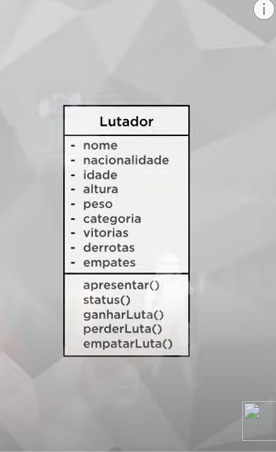 Lutador
- nome
- nacionalidade
- idade
- altura
- peso
- categoria
- vitorias
- derrotas
- empates
apresentar()
status()
ganharLuta()
perderLuta()
empatarLuta()